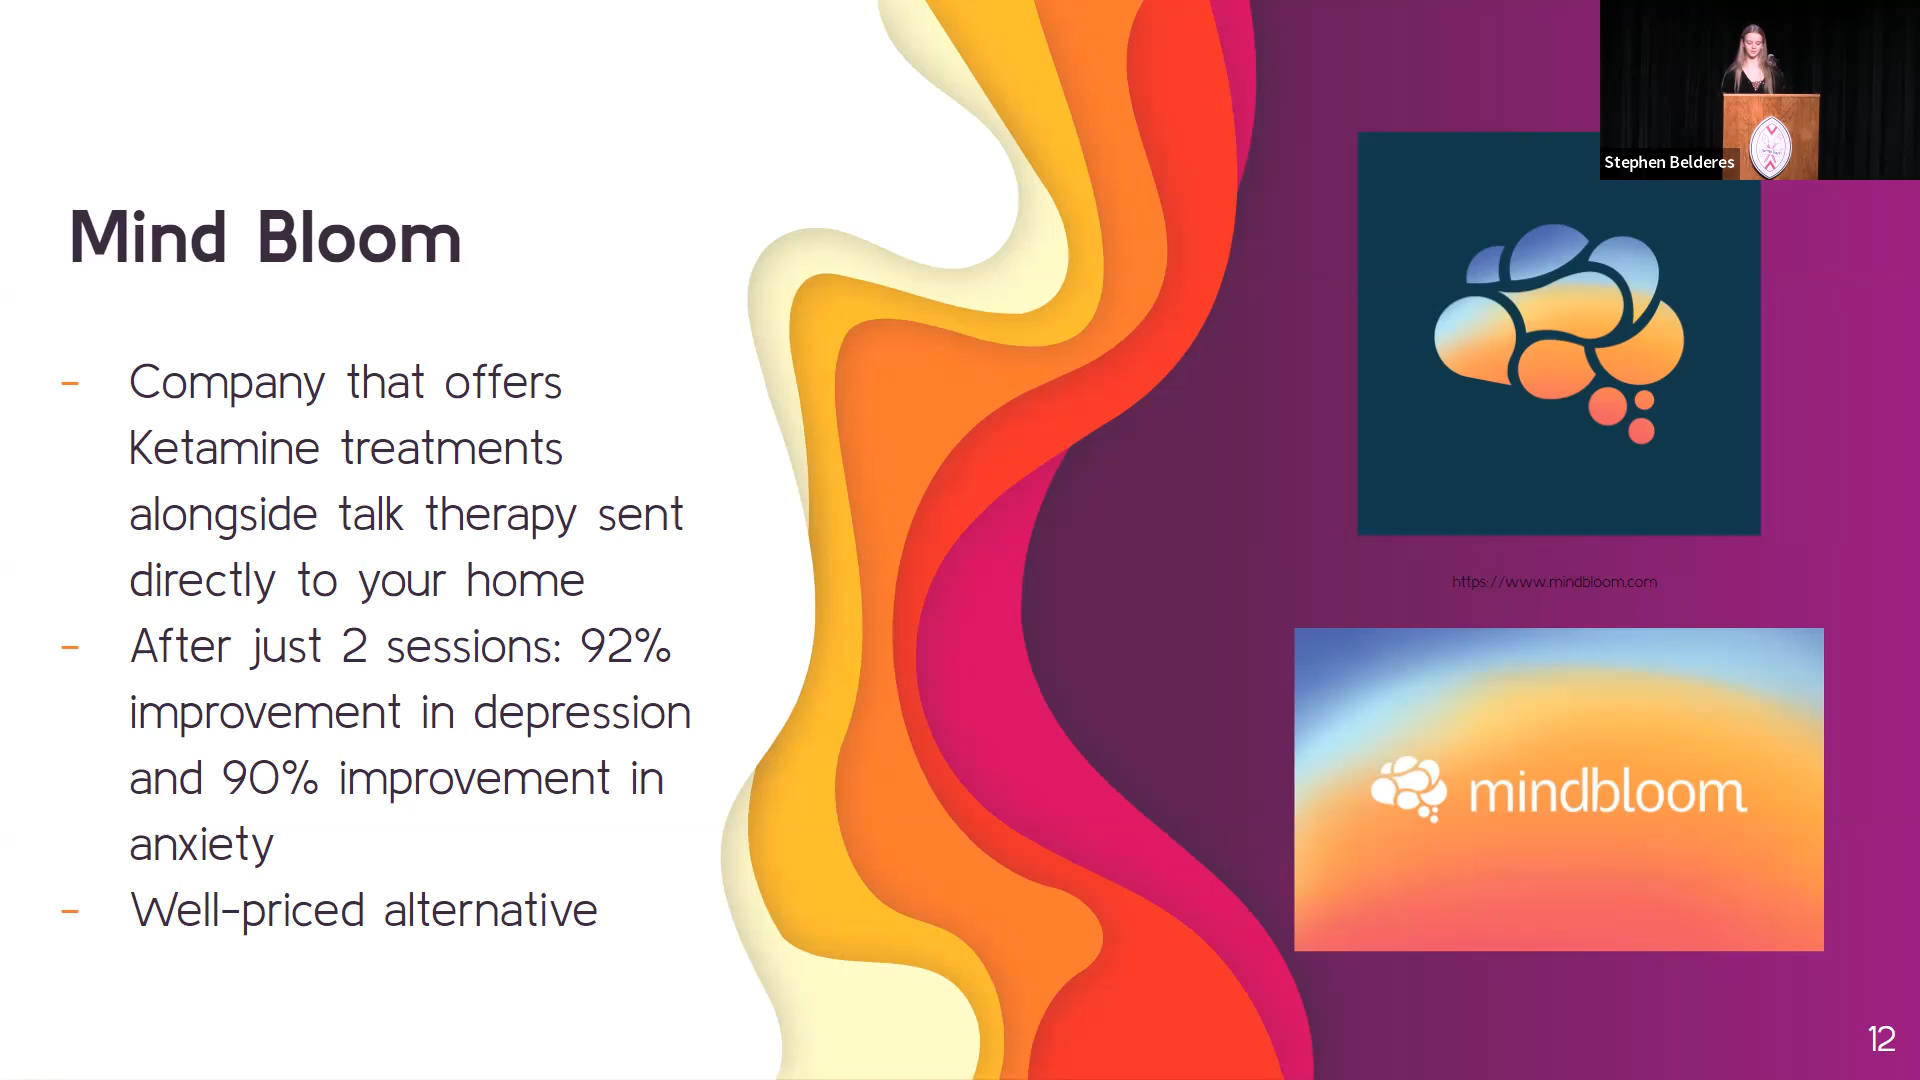 Stephen Belderes
Mind Bloom
- Company that offers
Ketamine treatments
alongside talk therapy sent
directly to your home
- After just 2 sessions: 92%
improvement in depression
and 90% improvement in
anxiety
- Well-priced alternative
https://www.mindbloom.com
mindbloom
12